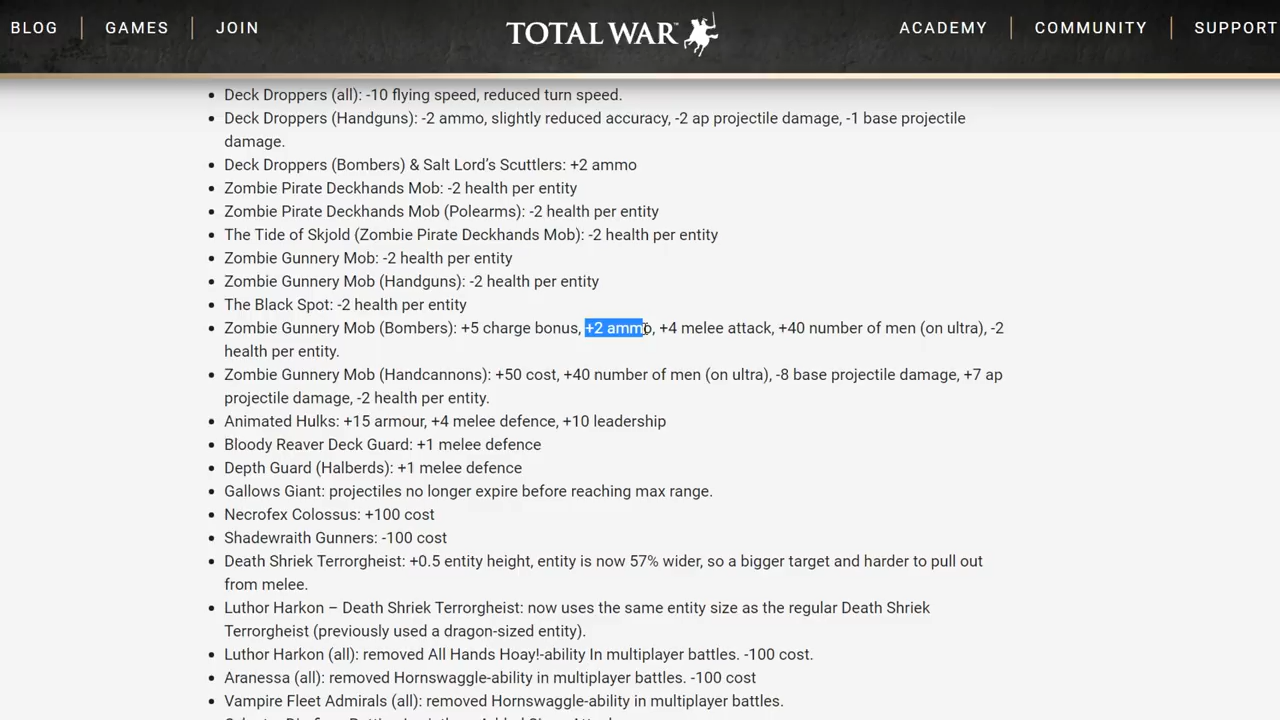 BLOG
GAMES
JOIN
TOTAL WAR™
ACADEMY
COMMUNITY
SUPPORT
Deck Droppers (all): -10 flying speed, reduced turn speed.
Deck Droppers (Handguns): -2 ammo, slightly reduced accuracy, -2 ap projectile damage, -1 base projectile
damage.
Deck Droppers (Bombers) & Salt Lord’s Scuttlers: +2 ammo
Zombie Pirate Deckhands Mob: -2 health per entity
Zombie Pirate Deckhands Mob (Polearms): -2 health per entity
The Tide of Skjold (Zombie Pirate Deckhands Mob): -2 health per entity
Zombie Gunnery Mob: -2 health per entity
Zombie Gunnery Mob (Handguns): -2 health per entity
The Black Spot: -2 health per entity
Zombie Gunnery Mob (Bombers): +5 charge bonus, +2 ammo, +4 melee attack, +40 number of men (on ultra), -2
health per entity.
Zombie Gunnery Mob (Handcannons): +50 cost, +40 number of men (on ultra), -8 base projectile damage, +7 ap
projectile damage, -2 health per entity.
Animated Hulks: +15 armour, +4 melee defence, +10 leadership
Bloody Reaver Deck Guard: +1 melee defence
Depth Guard (Halberds): +1 melee defence
Gallows Giant: projectiles no longer expire before reaching max range.
Necrofex Colossus: +100 cost
Shadewraith Gunners: -100 cost
Death Shriek Terrorgheist: +0.5 entity height, entity is now 57% wider, so a bigger target and harder to pull out
from melee.
Luthor Harkon – Death Shriek Terrorgheist: now uses the same entity size as the regular Death Shriek
Terrorgheist (previously used a dragon-sized entity).
Luthor Harkon (all): removed All Hands Hoay!-ability In multiplayer battles. -100 cost.
Aranessa (all): removed Hornswaggle-ability in multiplayer battles. -100 cost
Vampire Fleet Admirals (all): removed Hornswaggle-ability in multiplayer battles.